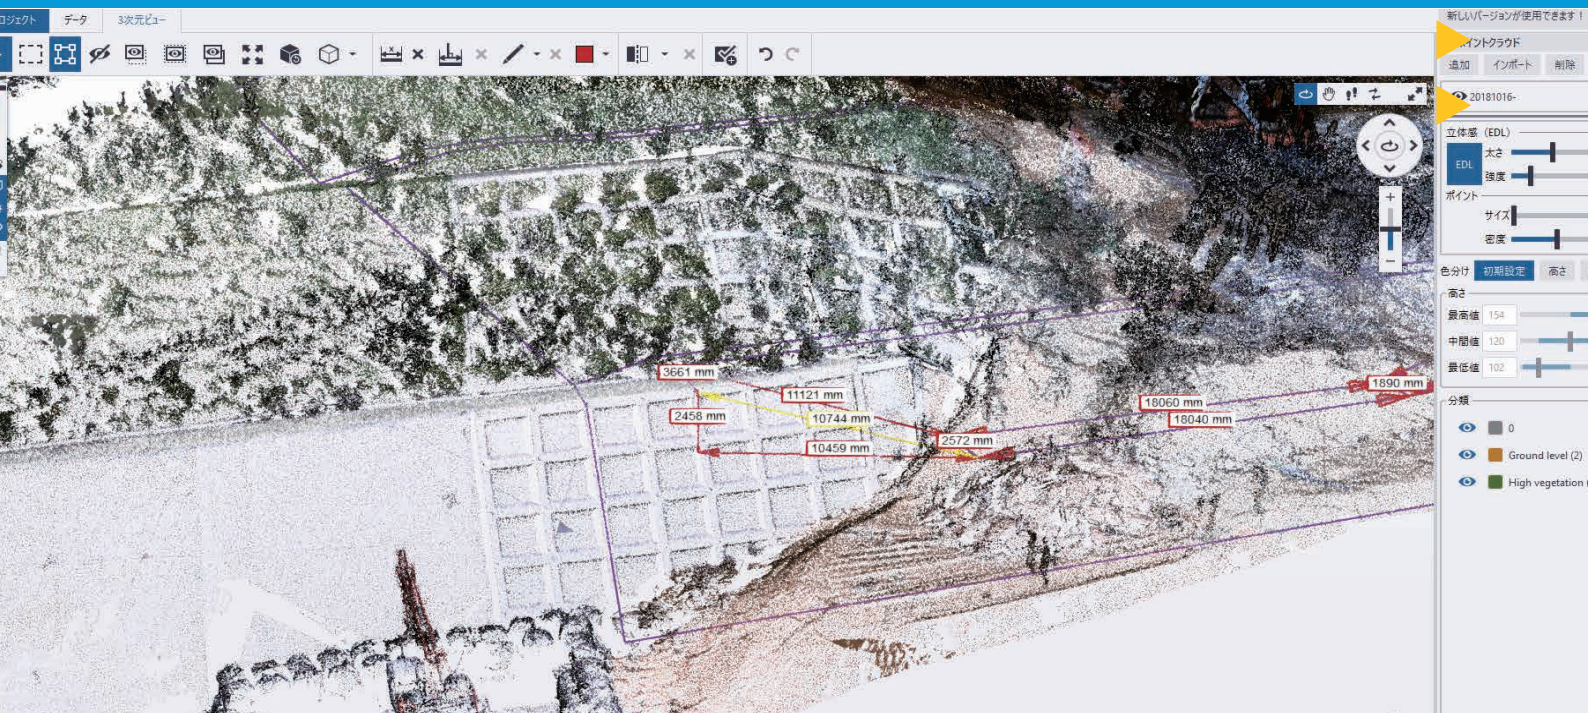 ロジェクト データ 3次元ビュー
新しいバージョンが使用できます！
イントクラウド
追加 インポート 削除
20181016-
立体感 (EDL)
EDL
太さ
強度
ポイント
サイズ
密度
色分け 初期設定 高さ
高さ
最高値 154
中間値 120
最低値 102
分類
0
Ground level (2)
High vegetation (
3661 mm
11121 mm
2458 mm
10744 mm
10459 mm
2572 mm
18060 mm
18040 mm
1890 mm